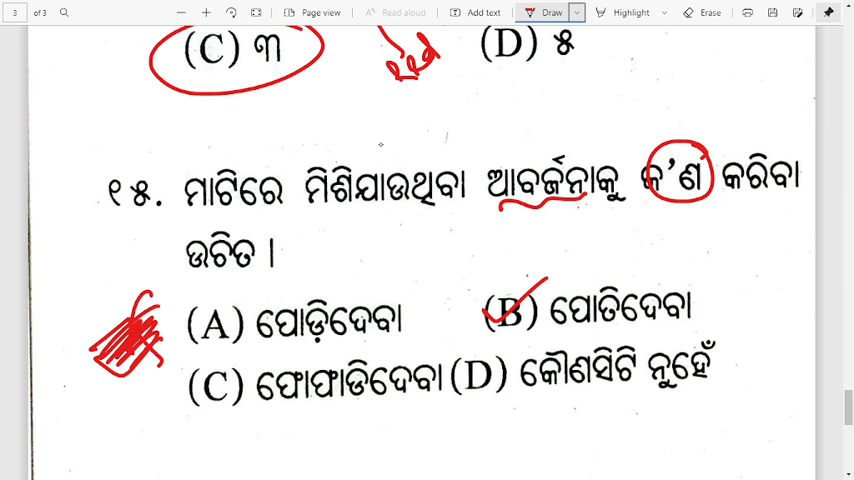 3 of 3 Page view Read aloud Add text Draw Highlight Erase
(C) ୩ (D) ୫
red
୧୫. ମାଟିରେ ମିଶିଯାଉଥିବା ଆବର୍ଜନାକୁ କ'ଣ କରିବା
ଉଚିତ ।
(A) ପୋଡ଼ିଦେବା (B) ପୋତିଦେବା
(C) ଫୋଫାଡିଦେବା (D) କୌଣସିଟି ନୁହେଁ